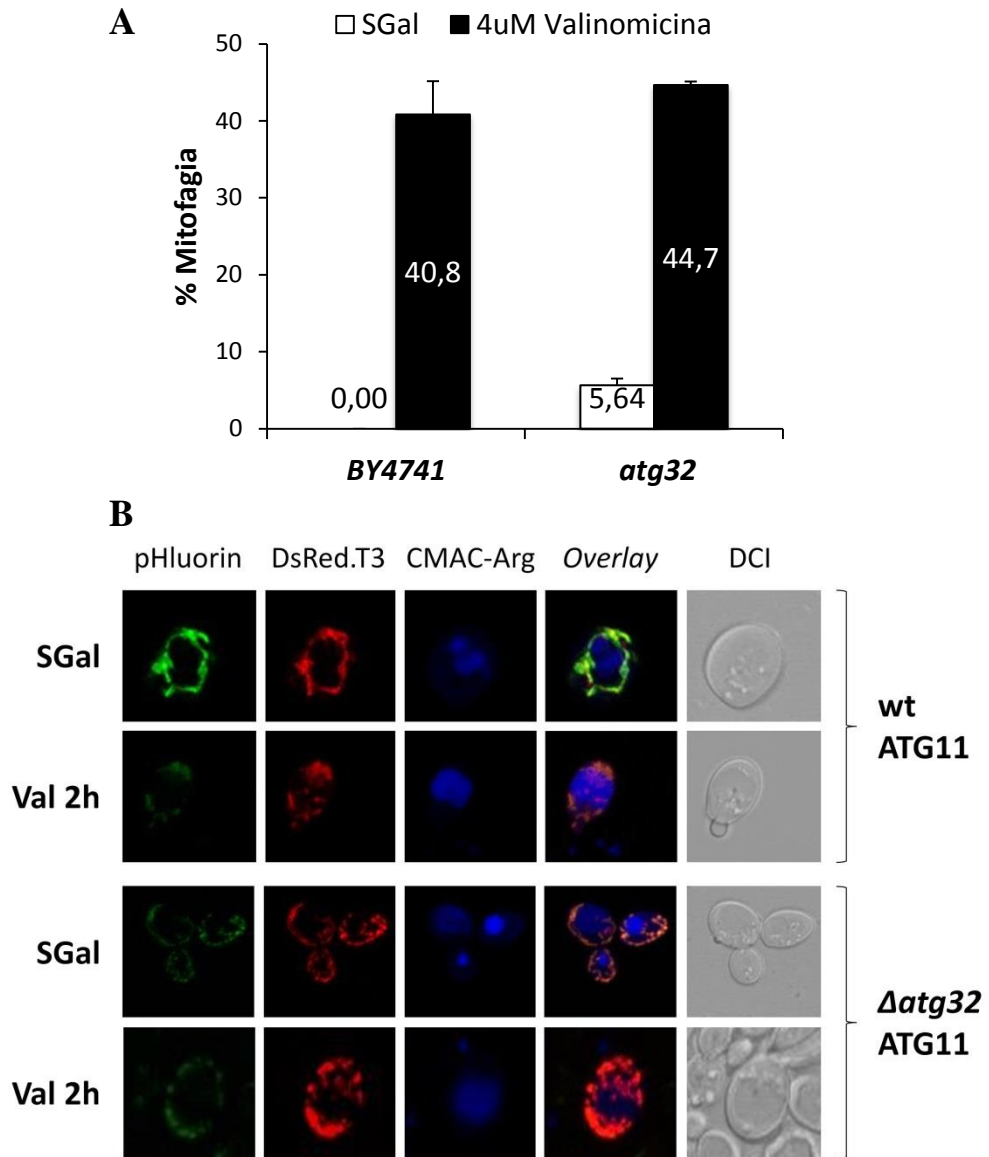 A
SGal 4uM Valinomicina
50
40
30
20
10
0
% Mitofagia
40,8
44,7
0,00
5,64
BY4741 atg32
B
pHluorin DsRed.T3 CMAC-Arg Overlay DCI
SGal
wt
ATG11
Val 2h
SGal
Δatg32
ATG11
Val 2h